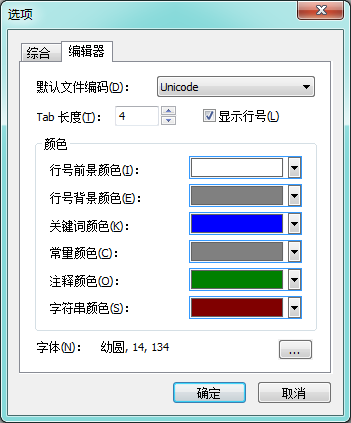 选项
综合 编辑器
默认文件编码(D): Unicode
Tab 长度(T): 4 显示行号(L)
颜色
行号前景颜色(I):
行号背景颜色(E):
关键词颜色(K):
常量颜色(C):
注释颜色(O):
字符串颜色(S):
字体(N): 幼圆, 14, 134 ...
确定 取消